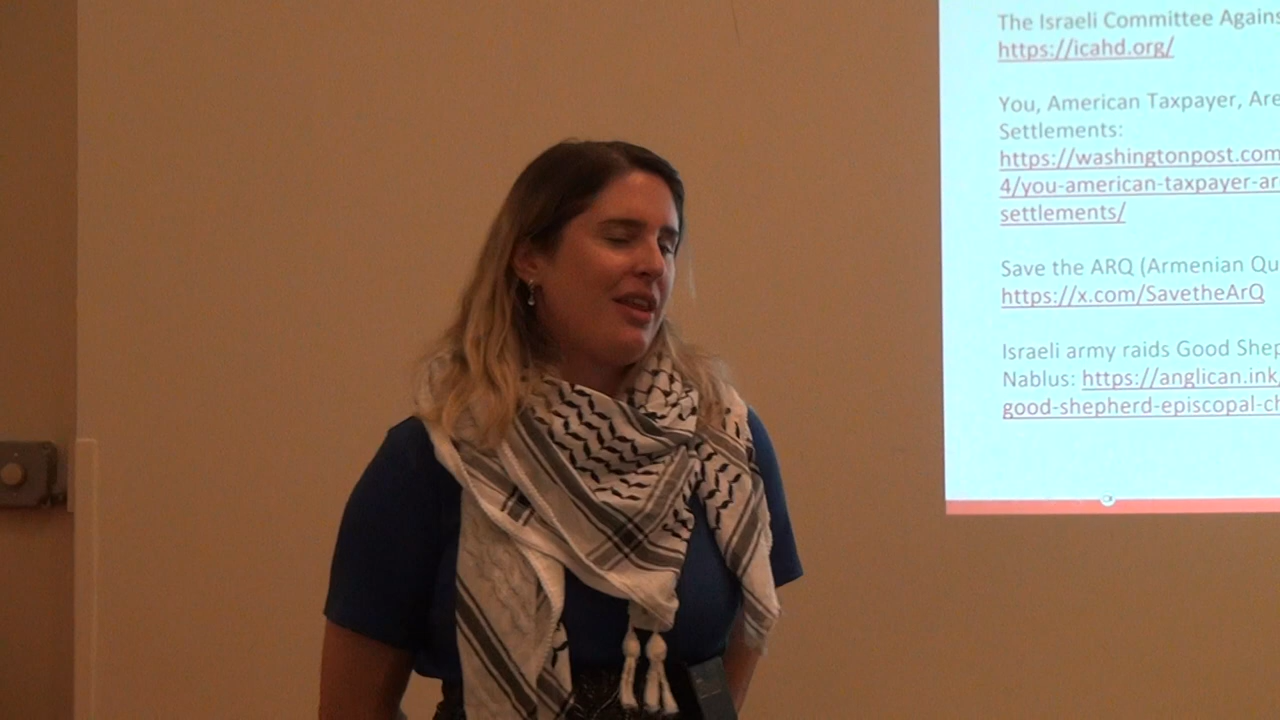 The Israeli Committee Agains
https://icahd.org/
You, American Taxpayer, Are
Settlements:
https://washingtonpost.com
4/you-american-taxpayer-ar
settlements/
Save the ARQ (Armenian Qu
https://x.com/SavetheArQ
Israeli army raids Good Shep
Nablus: https://anglican.ink
good-shepherd-episcopal-ch